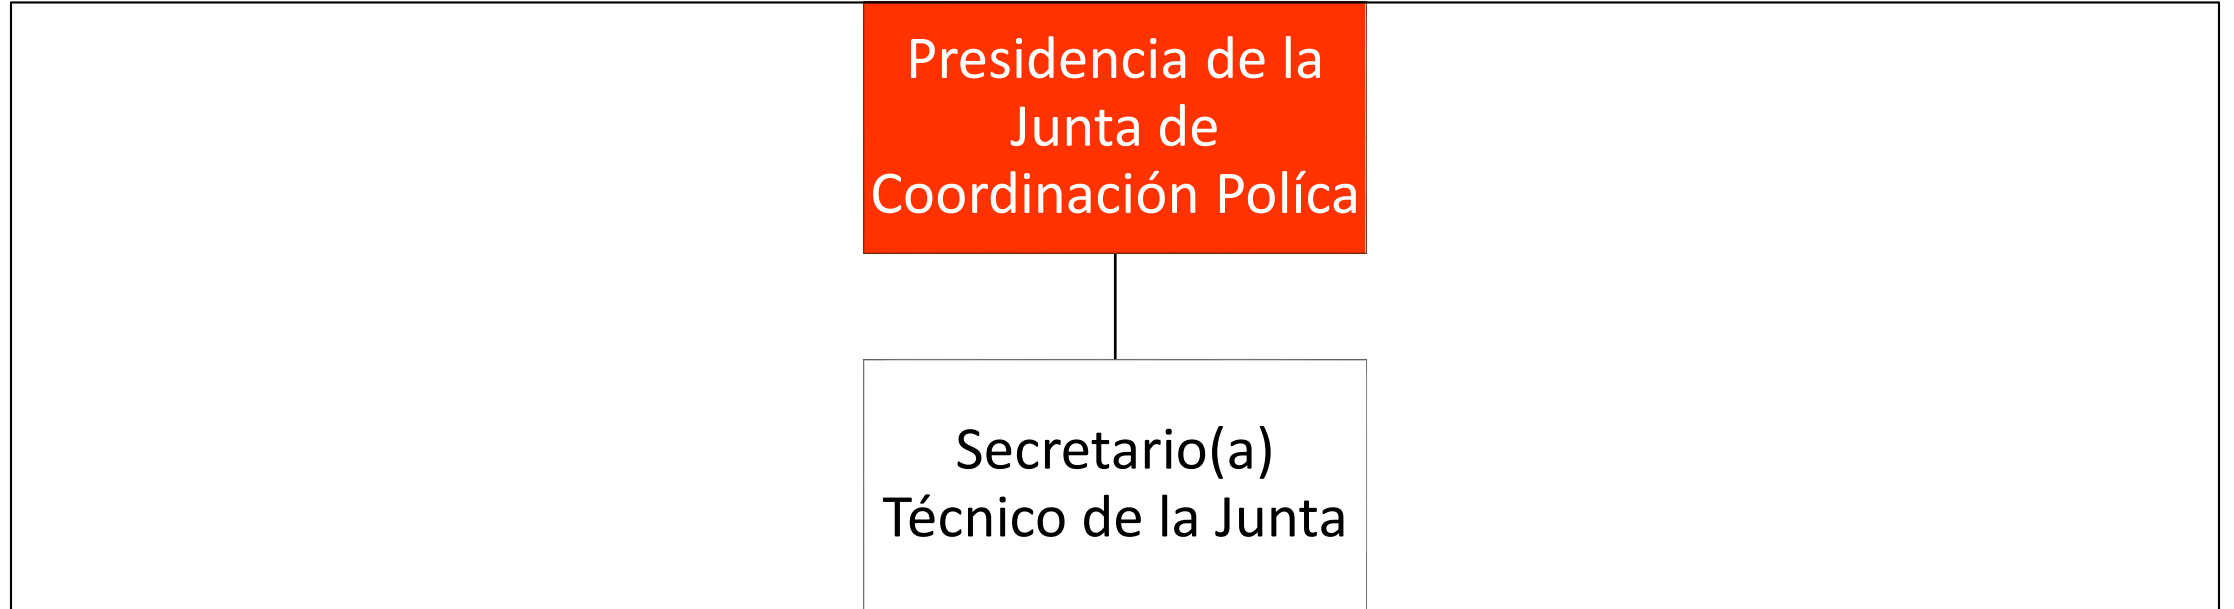 Presidencia de la
Junta de
Coordinación Políca
Secretario(a)
Técnico de la Junta